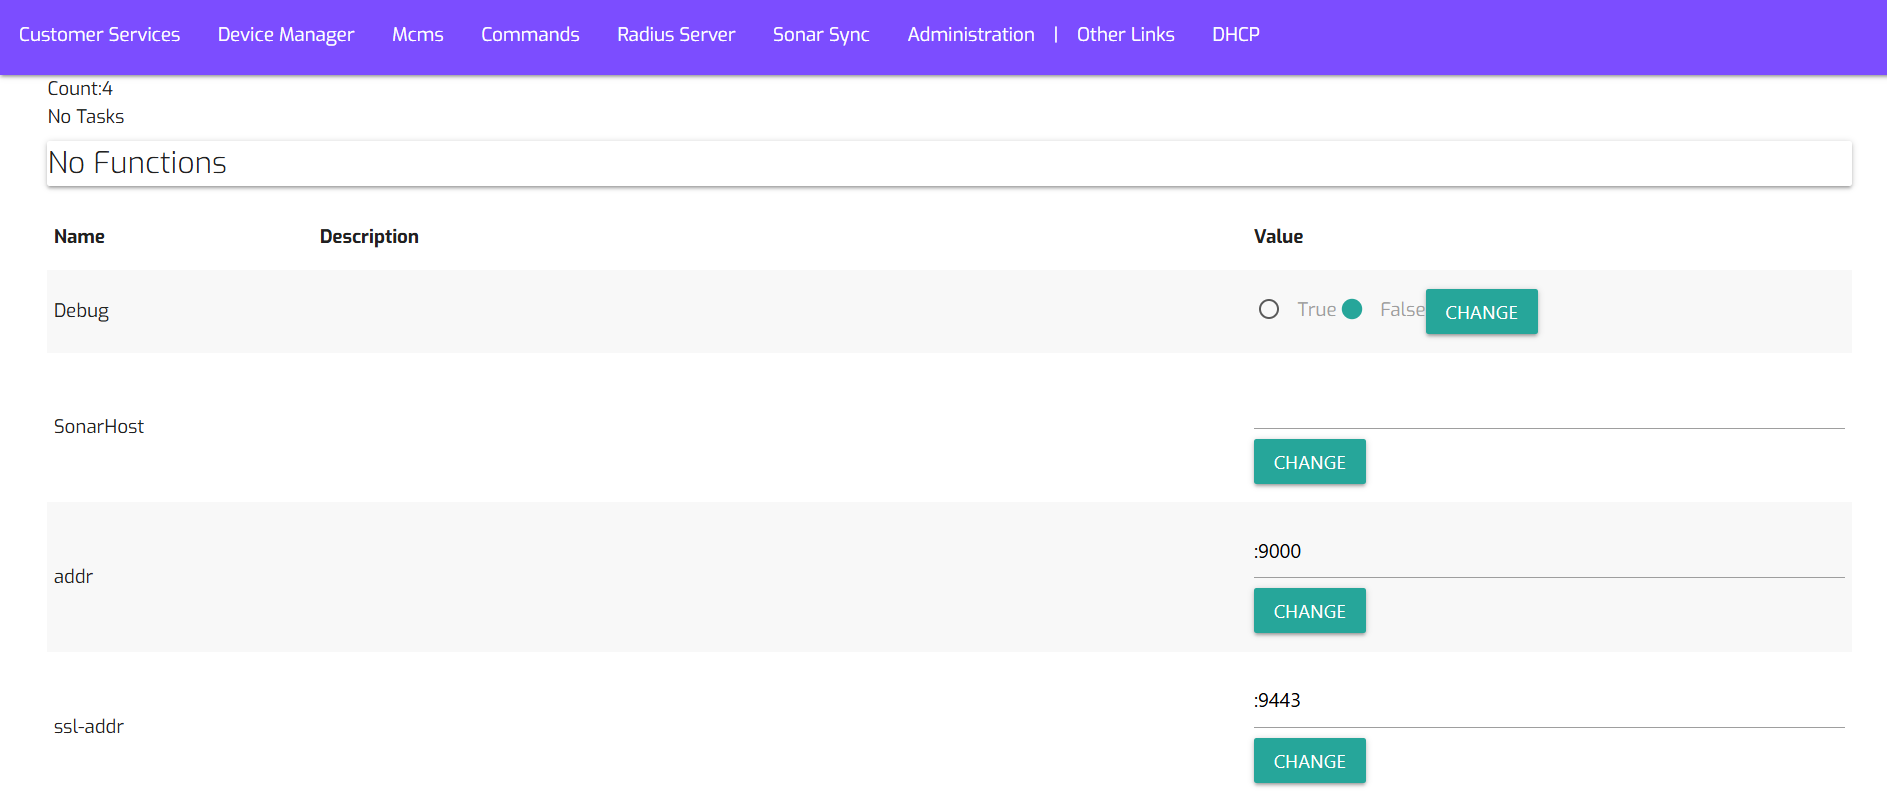 Customer Services Device Manager Mcms Commands Radius Server Sonar Sync Administration | Other Links DHCP
Count:4
No Tasks
No Functions
Name Description Value
Debug True False CHANGE
SonarHost
CHANGE
:9000
addr
CHANGE
:9443
ssl-addr
CHANGE